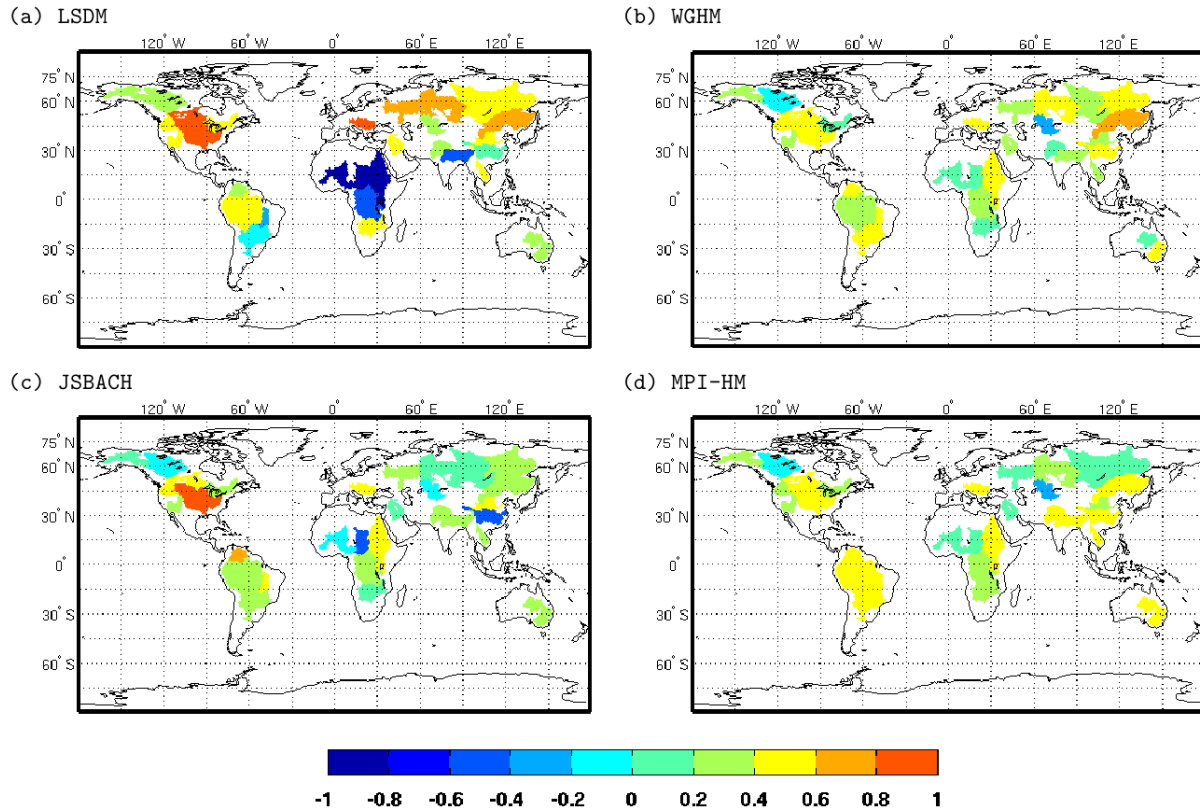 (a) LSDM
120° W 60° W 0° 60° E 120° E
75° N
60° N
30° N
0°
30° S
60° S
(b) WGHM
120° W 60° W 0° 60° E 120° E
75° N
60° N
30° N
0°
30° S
60° S
(c) JSBACH
120° W 60° W 0° 60° E 120° E
75° N
60° N
30° N
0°
30° S
60° S
(d) MPI-HM
120° W 60° W 0° 60° E 120° E
75° N
60° N
30° N
0°
30° S
60° S
-1 -0.8 -0.6 -0.4 -0.2 0 0.2 0.4 0.6 0.8 1